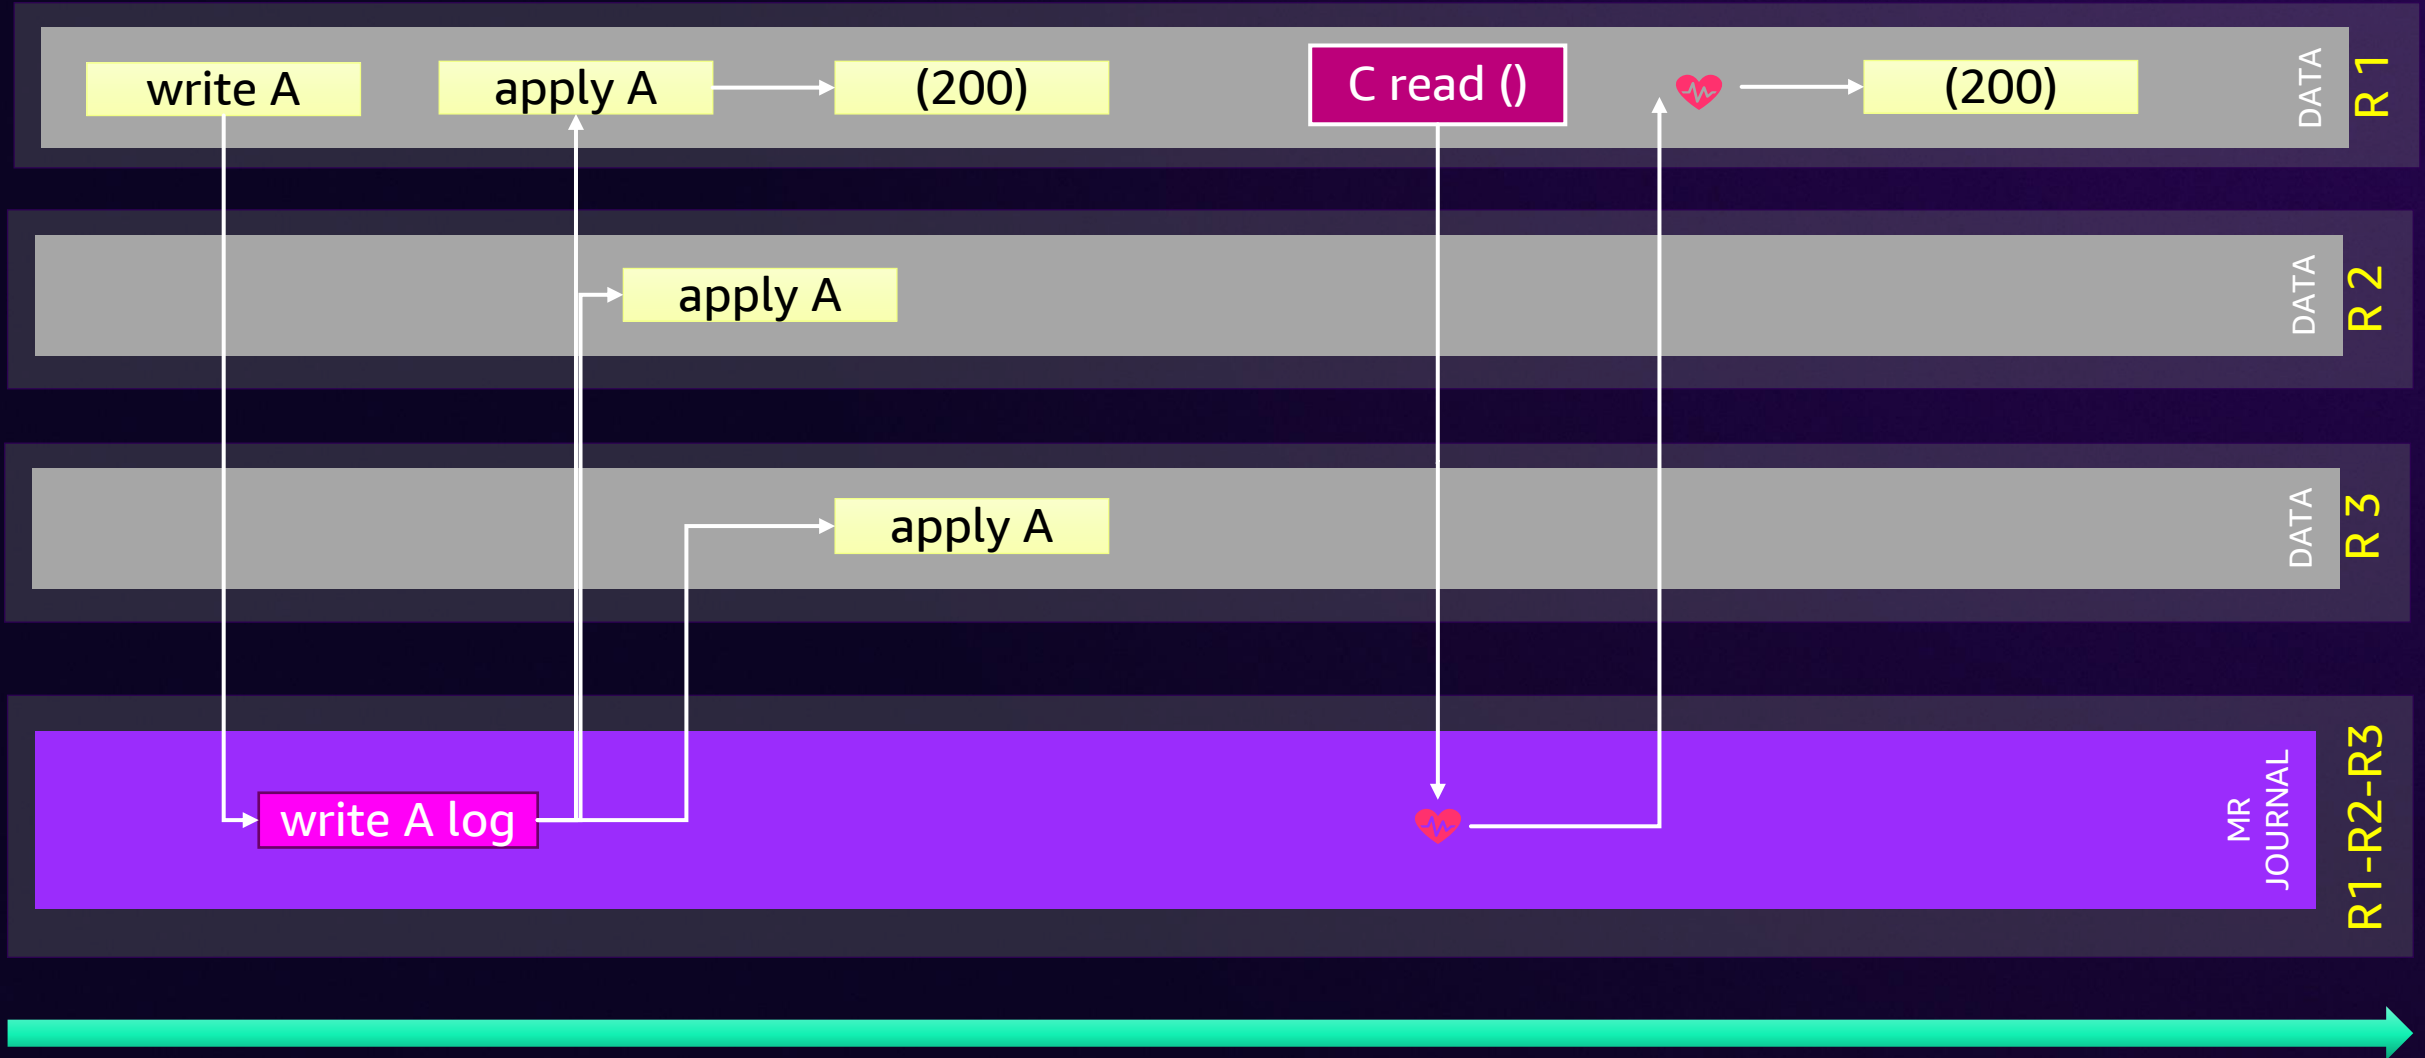 write A
apply A
(200)
C read ()
(200)
DATA
R 1
apply A
DATA
R 2
apply A
DATA
R 3
write A log
MR
JOURNAL
R1-R2-R3